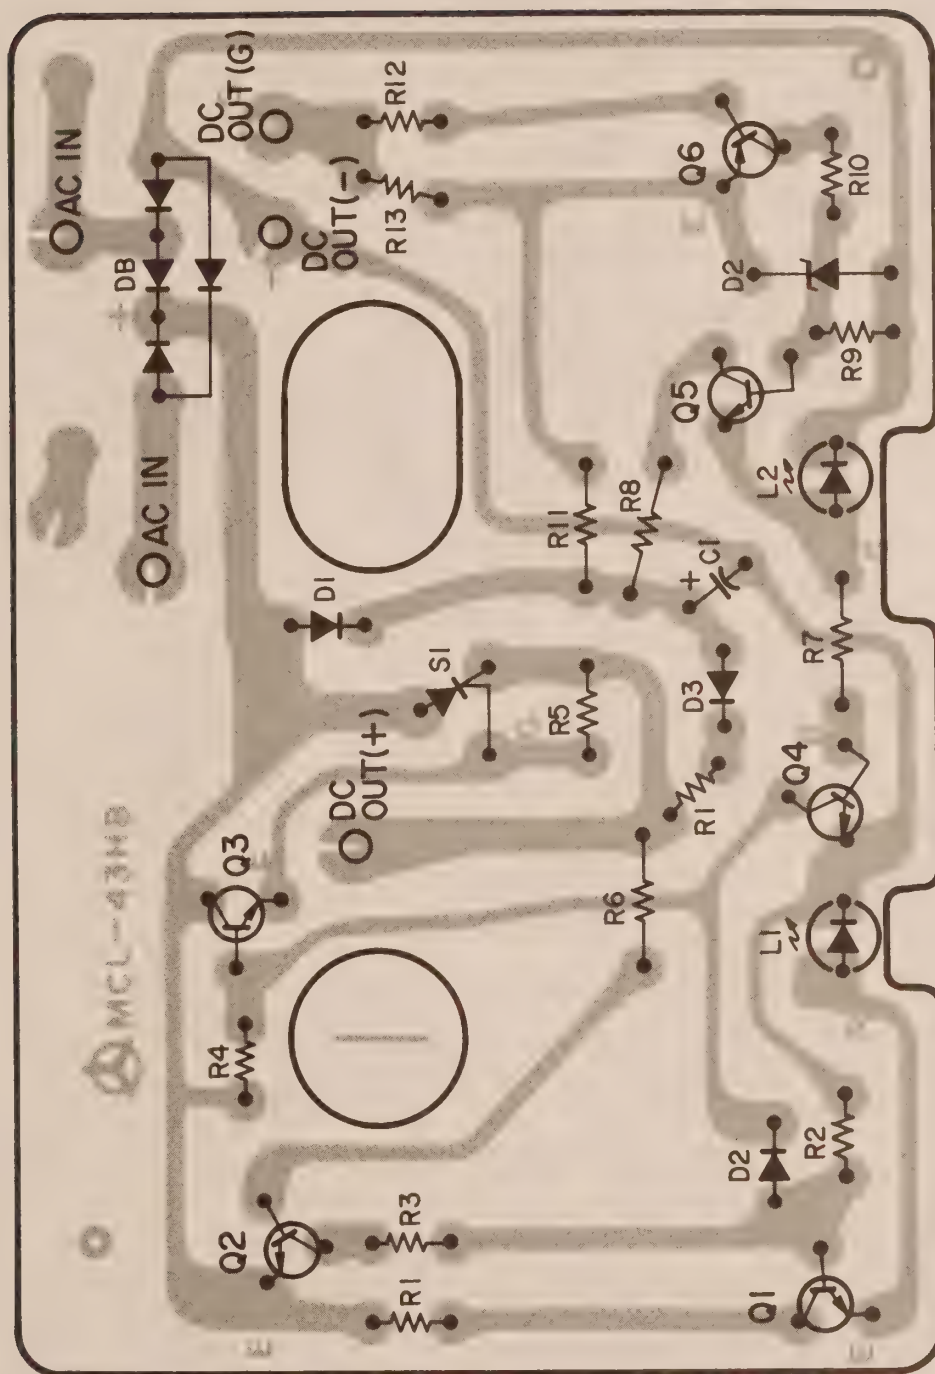 AC IN
DB
+
AC IN
DC
OUT (G)
DC
OUT(-)
R12
R13
Q6
R10
D2
R9
Q5
L2
R11
R8
+
C1
D1
S1
R5
D3
R7
Q4
DC
OUT(+)
R1
R6
L1
MCL-43HB
Q3
R4
Q2
R3
R1
D2
R2
Q1
E
E